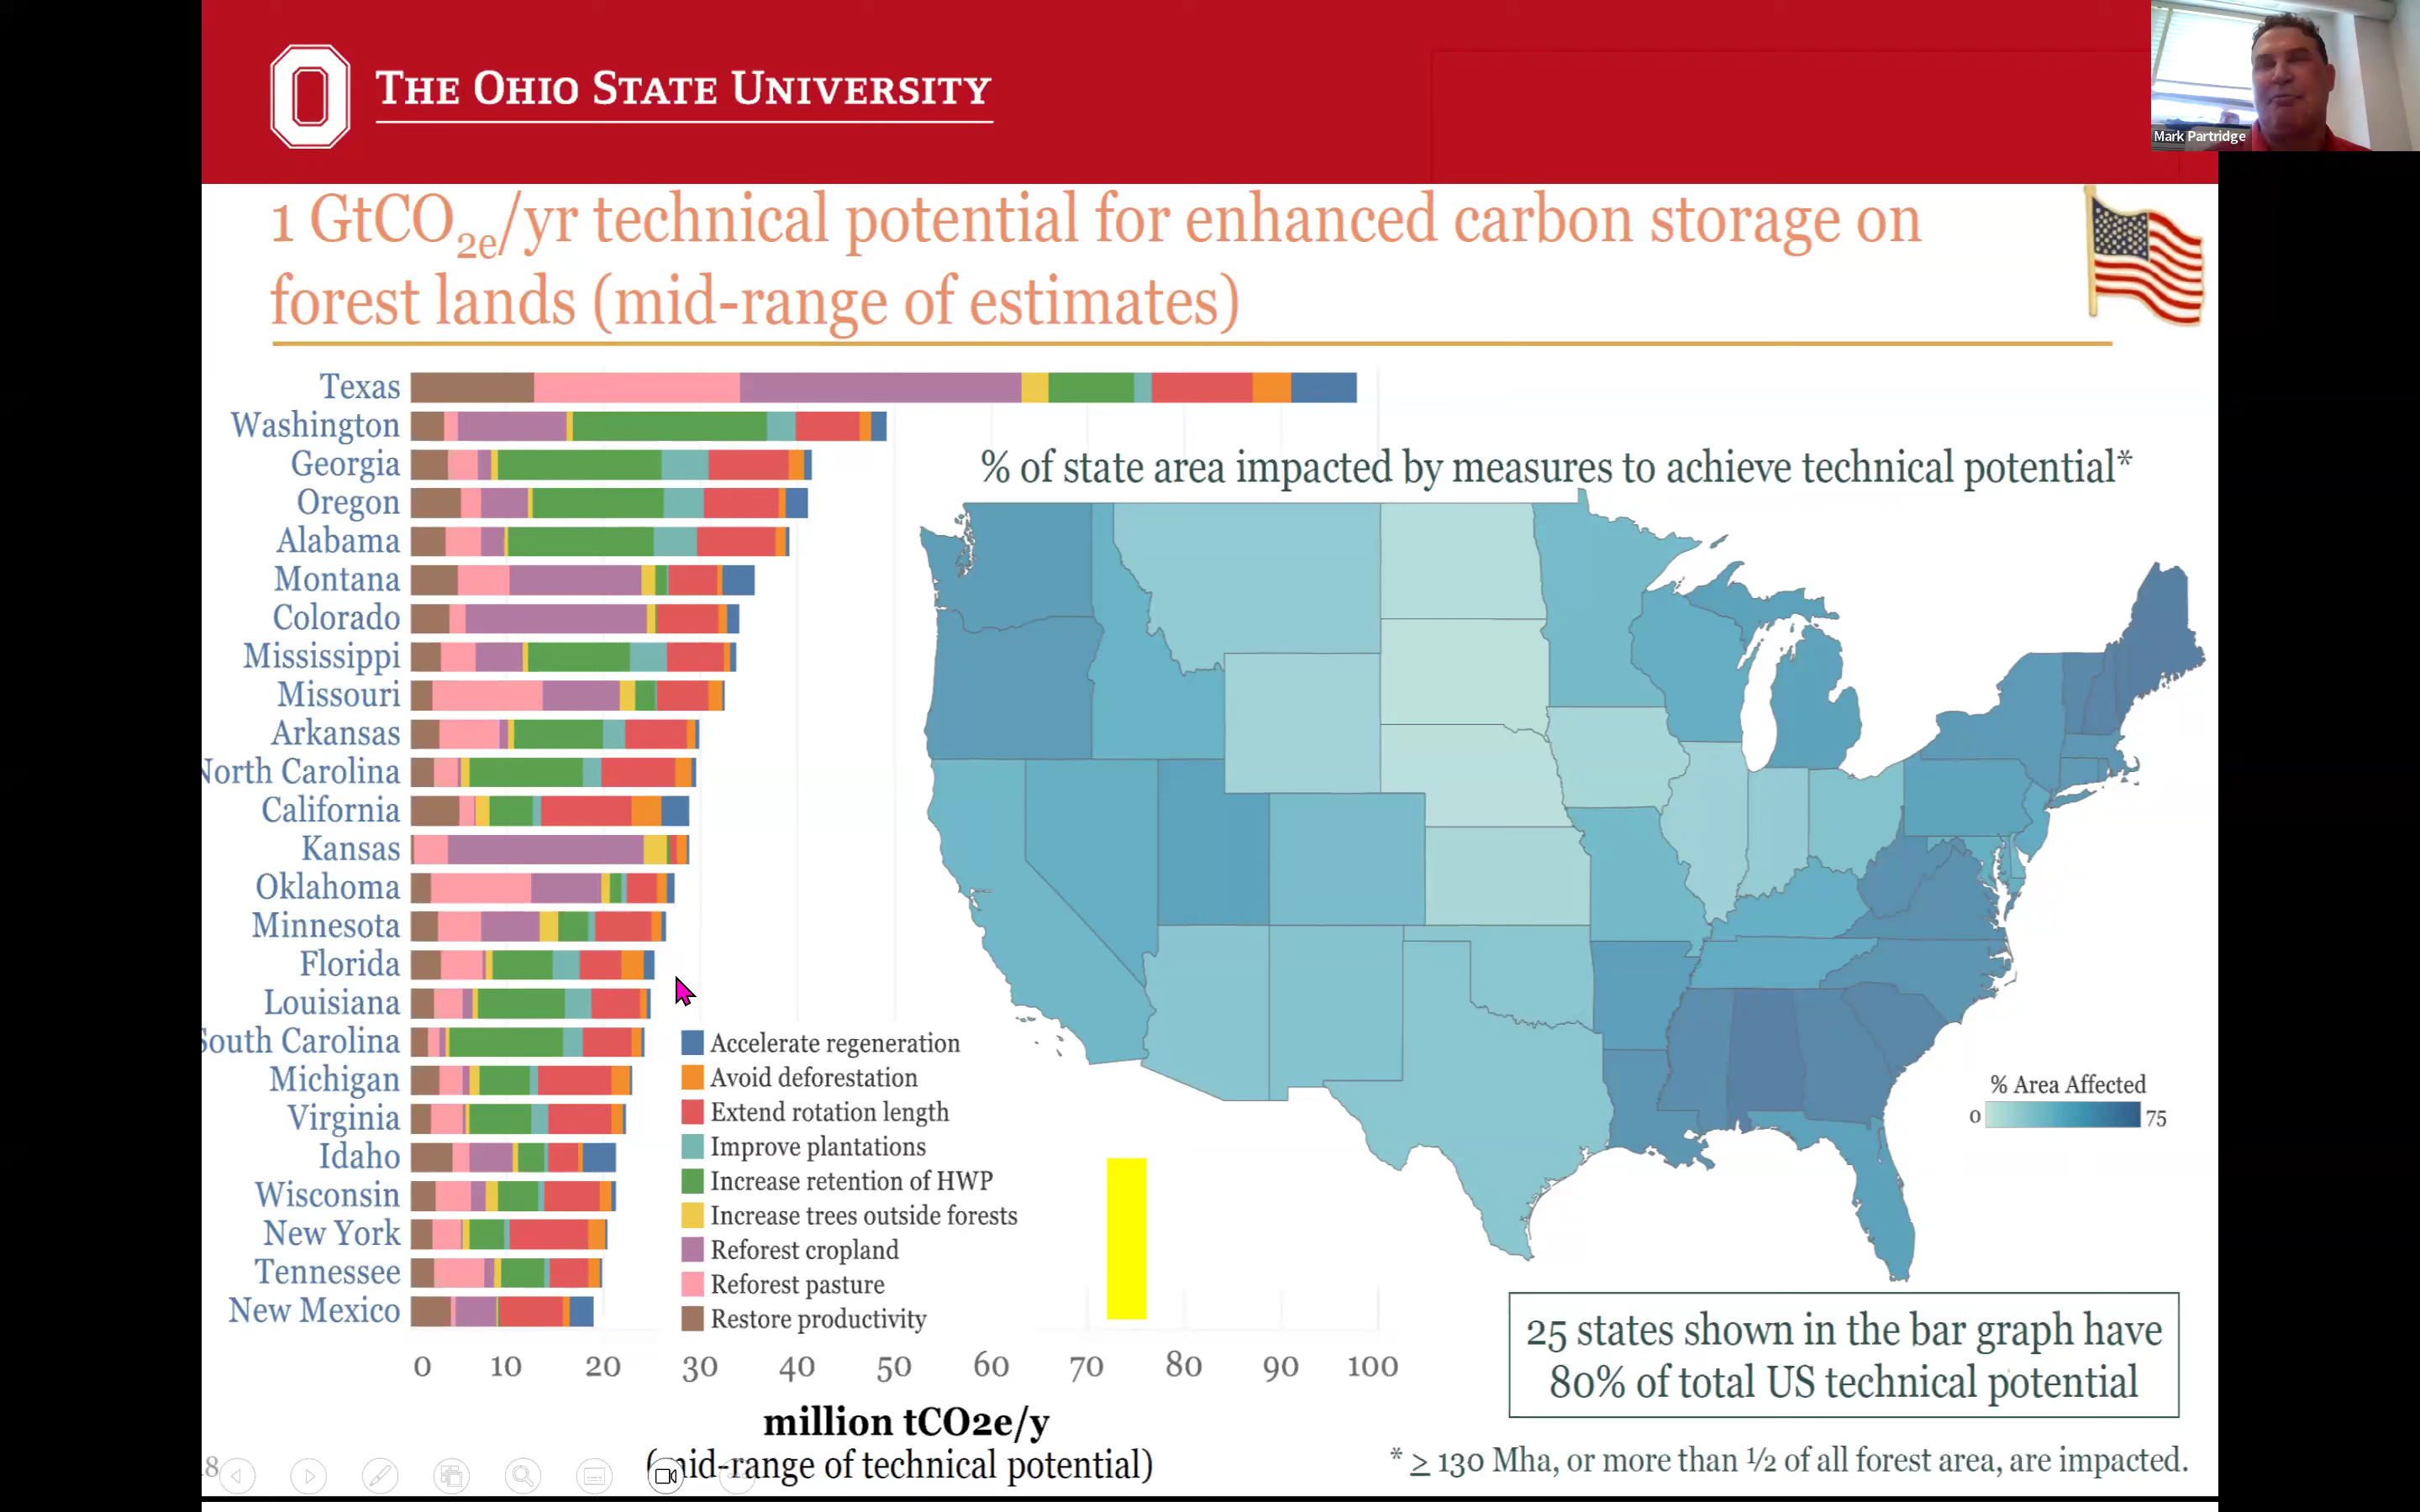 THE OHIO STATE UNIVERSITY
Mark Partridge
1 GtCO2e/yr technical potential for enhanced carbon storage on
forest lands (mid-range of estimates)
Texas
Washington
Georgia
Oregon
Alabama
Montana
Colorado
Mississippi
Missouri
Arkansas
North Carolina
California
Kansas
Oklahoma
Minnesota
Florida
Louisiana
South Carolina
Michigan
Virginia
Idaho
Wisconsin
New York
Tennessee
New Mexico
0 10 20 30 40 50 60 70 80 90 100
million tCO2e/y
(mid-range of technical potential)
Accelerate regeneration
Avoid deforestation
Extend rotation length
Improve plantations
Increase retention of HWP
Increase trees outside forests
Reforest cropland
Reforest pasture
Restore productivity
% of state area impacted by measures to achieve technical potential*
% Area Affected
0 75
25 states shown in the bar graph have
80% of total US technical potential
* ≥ 130 Mha, or more than ½ of all forest area, are impacted.